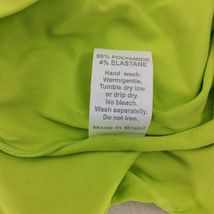 96% POLYAMIDE
4% ELASTANE
Hand wash,
Warm/gentle,
Tumble dry low
or drip dry.
No bleach.
Wash separatelly.
Do not iron.
Made in Brazil